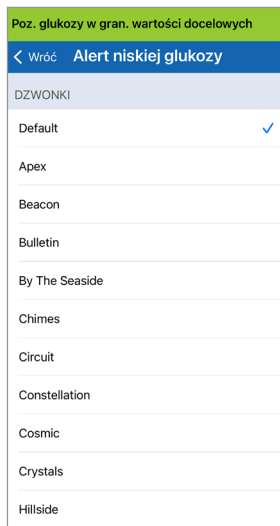 Poz. glukozy w gran. wartości docelowych
Wróć Alert niskiej glukozy
DZWONKI
Default
Apex
Beacon
Bulletin
By The Seaside
Chimes
Circuit
Constellation
Cosmic
Crystals
Hillside